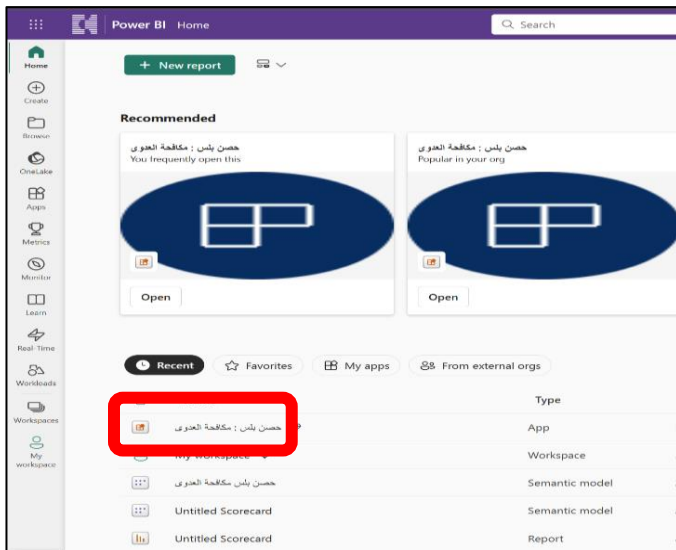 Power BI Home
Search
Home
Create
Browse
OneLake
Apps
Metrics
Monitor
Learn
Real-Time
Workloads
Workspaces
My
workspace
+ New report
Recommended
حصن بلس : مكافحة العدوى
You frequently open this
Open
حصن بلس : مكافحة العدوى
Popular in your org
Open
Recent
Favorites
My apps
From external orgs
Type
حصن بلس : مكافحة العدوى
App
My workspace
Workspace
حصن بلس مكافحة العدوى
Semantic model
Untitled Scorecard
Semantic model
Untitled Scorecard
Report